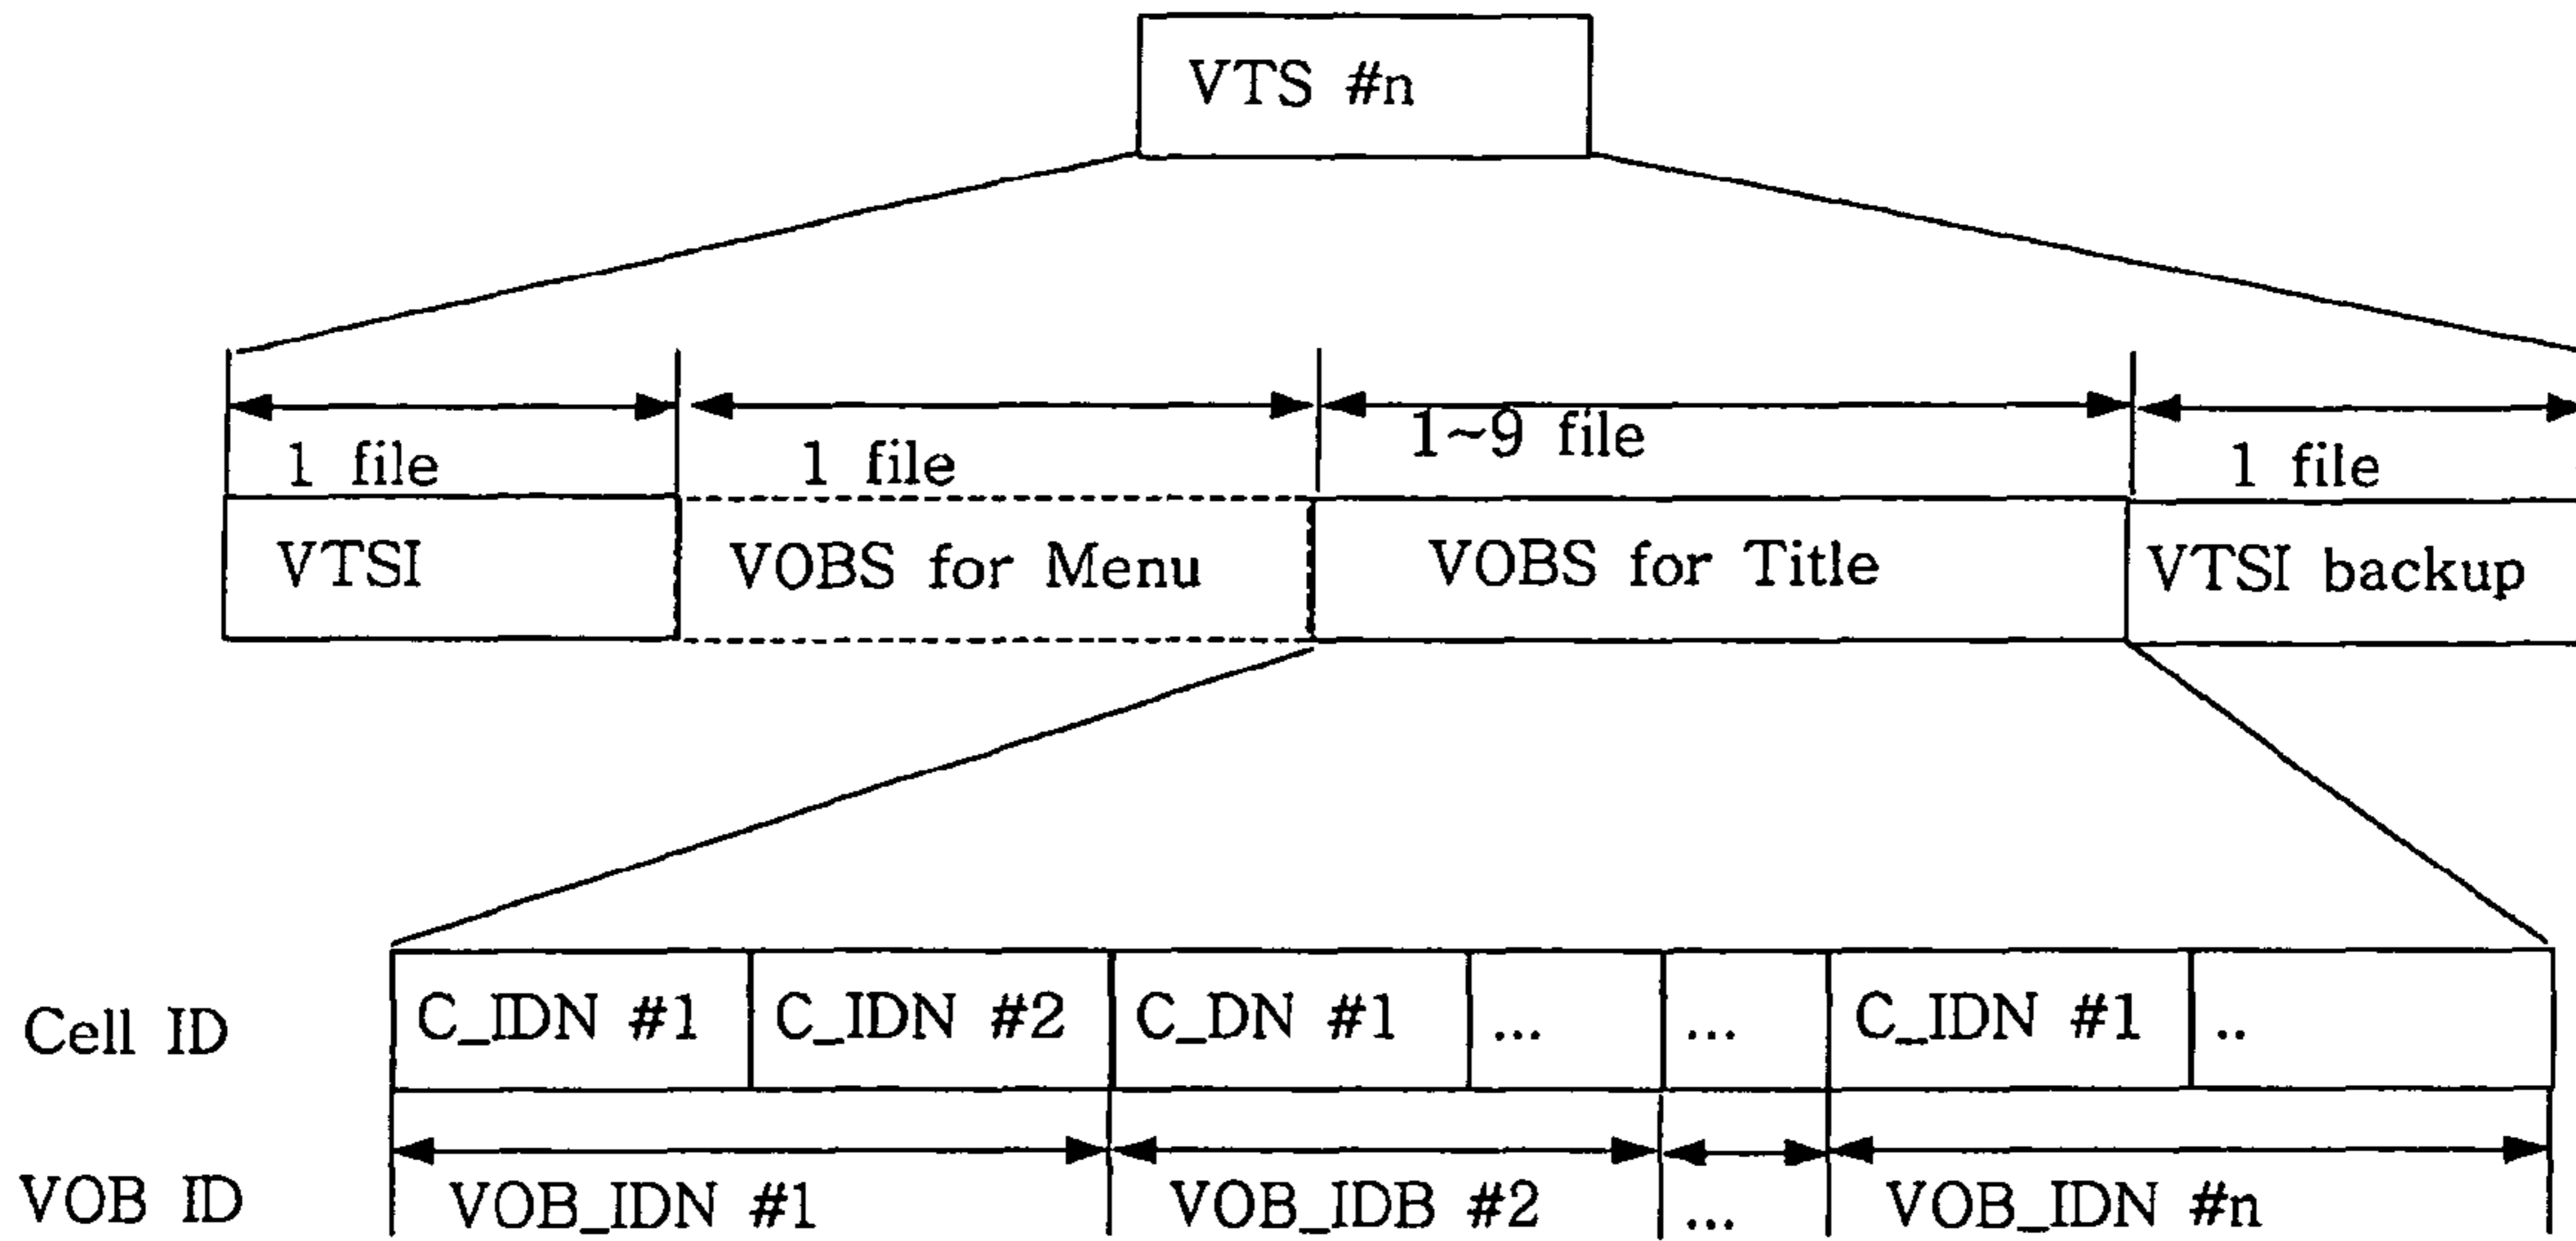 VTS #n
1 file 1 file 1~9 file 1 file
VTSI VOBS for Menu VOBS for Title VTSI backup
Cell ID C_IDN #1 C_IDN #2 C_DN #1 ... ... C_IDN #1 ..
VOB ID VOB_IDN #1 VOB_IDB #2 ... VOB_IDN #n